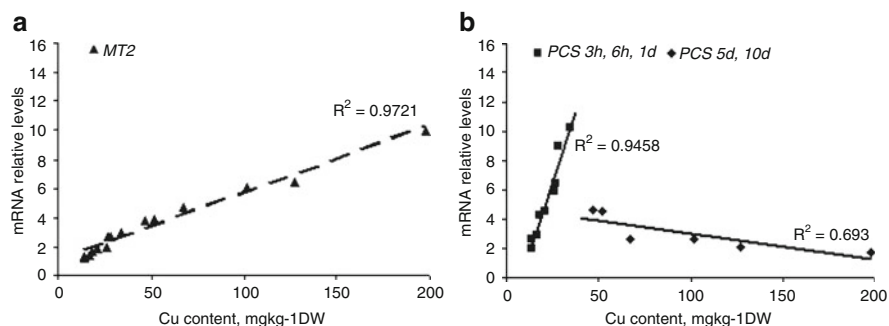 a
mRNA relative levels
16
14
12
10
8
6
4
2
0
MT2
R² = 0.9721
0
50
100
150
200
Cu content, mgkg-1DW
b
mRNA relative levels
16
14
12
10
8
6
4
2
0
PCS 3h, 6h, 1d
PCS 5d, 10d
R² = 0.9458
R² = 0.693
0
50
100
150
200
Cu content, mgkg-1DW